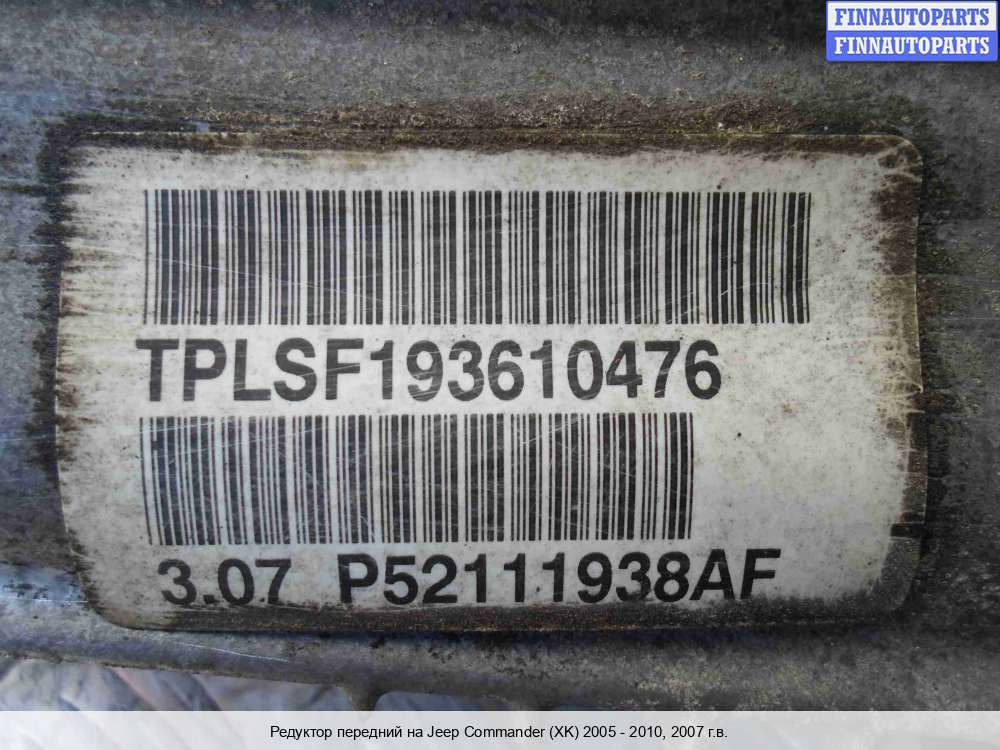 FINNAUTOPARTS
FINNAUTOPARTS
TPLSF193610476
3.07 P52111938AF
Редуктор передний на Jeep Commander (XK) 2005 - 2010, 2007 г.в.